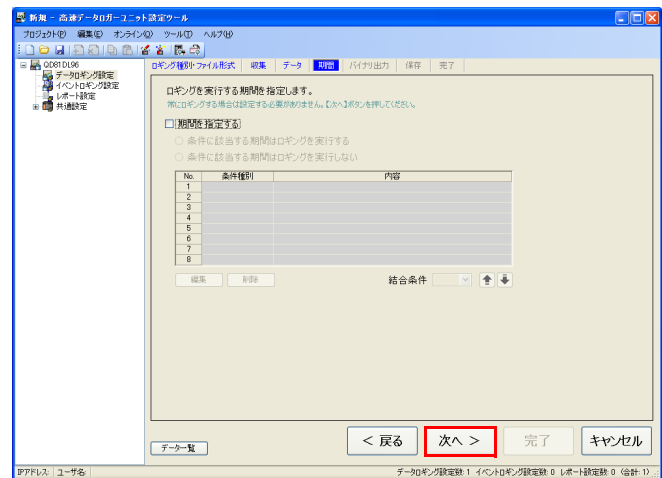 新規 - 高速データロガーユニット設定ツール
プロジェクト(P) 編集(E) オンライン(O) ツール(T) ヘルプ(H)
QD81DL96
データロギング設定
イベントロギング設定
レポート設定
共通設定
ロギング種別・ファイル形式 収集 データ 期間 バイナリ出力 保存 完了
ロギングを実行する期間を指定します。
常にロギングする場合は設定する必要がありません。【次へ】ボタンを押してください。
期間を指定する
条件に該当する期間はロギングを実行する
条件に該当する期間はロギングを実行しない
No. 条件種別 内容
1
2
3
4
5
6
7
8
編集 削除 結合条件
データ一覧 < 戻る 次へ > 完了 キャンセル
IPアドレス: ユーザ名: データロギング設定数: 1 イベントロギング設定数: 0 レポート設定数: 0 (合計: 1)